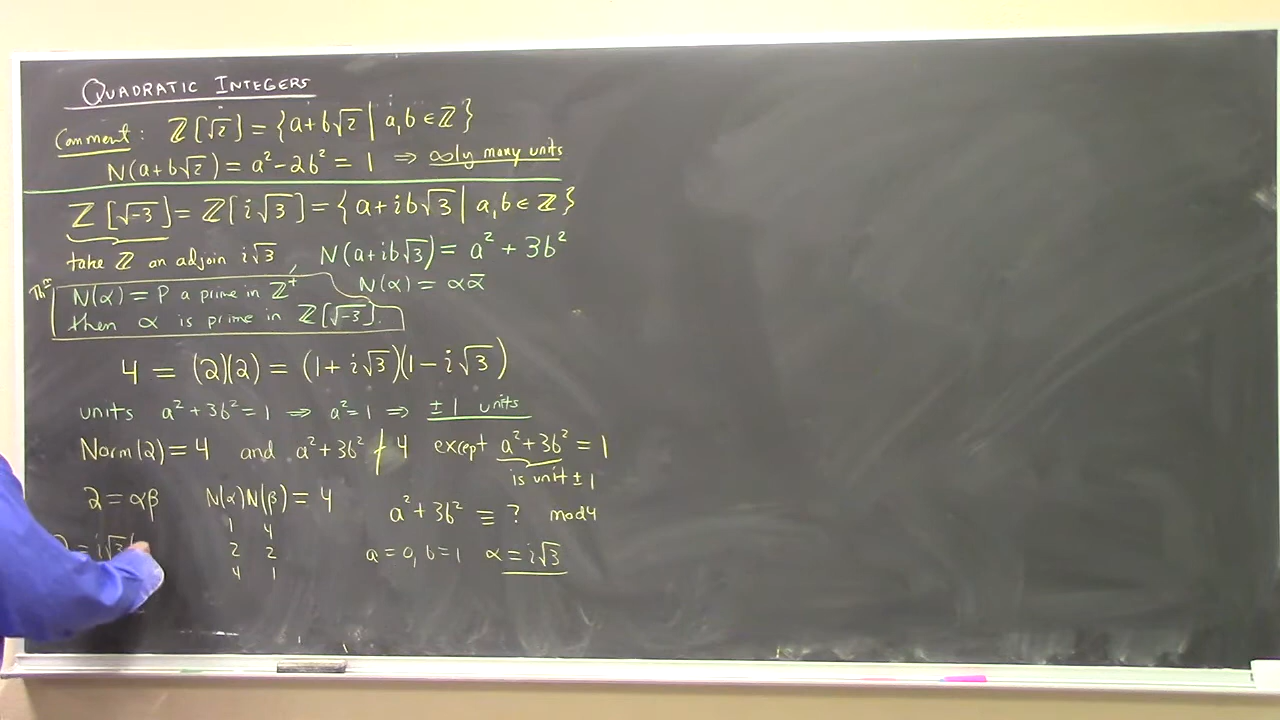 QUADRATIC INTEGERS
Comment: ℤ[√2] = {a+b√2 | a,b ∈ ℤ}
N(a+b√2) = a² - 2b² = 1 ⇒ ∞ly many units
ℤ[√-3] = ℤ[i√3] = {a+ib√3 | a,b ∈ ℤ}
take ℤ an adjoin i√3, N(a+ib√3) = a² + 3b²
Thm N(α) = P a prime in ℤ⁺ N(α) = αᾱ
then α is prime in ℤ[√-3].
4 = (2)(2) = (1+i√3)(1-i√3)
units a²+3b²=1 ⇒ a²=1 ⇒ ±1 units
Norm(2) = 4 and a²+3b² ∤ 4 except a²+3b² = 1
is unit ±1
2 = αβ N(α)N(β) = 4 a²+3b² ≡ ? mod4
1 4
2 2
4 1
a=0, b=1 α = i√3
= i√3